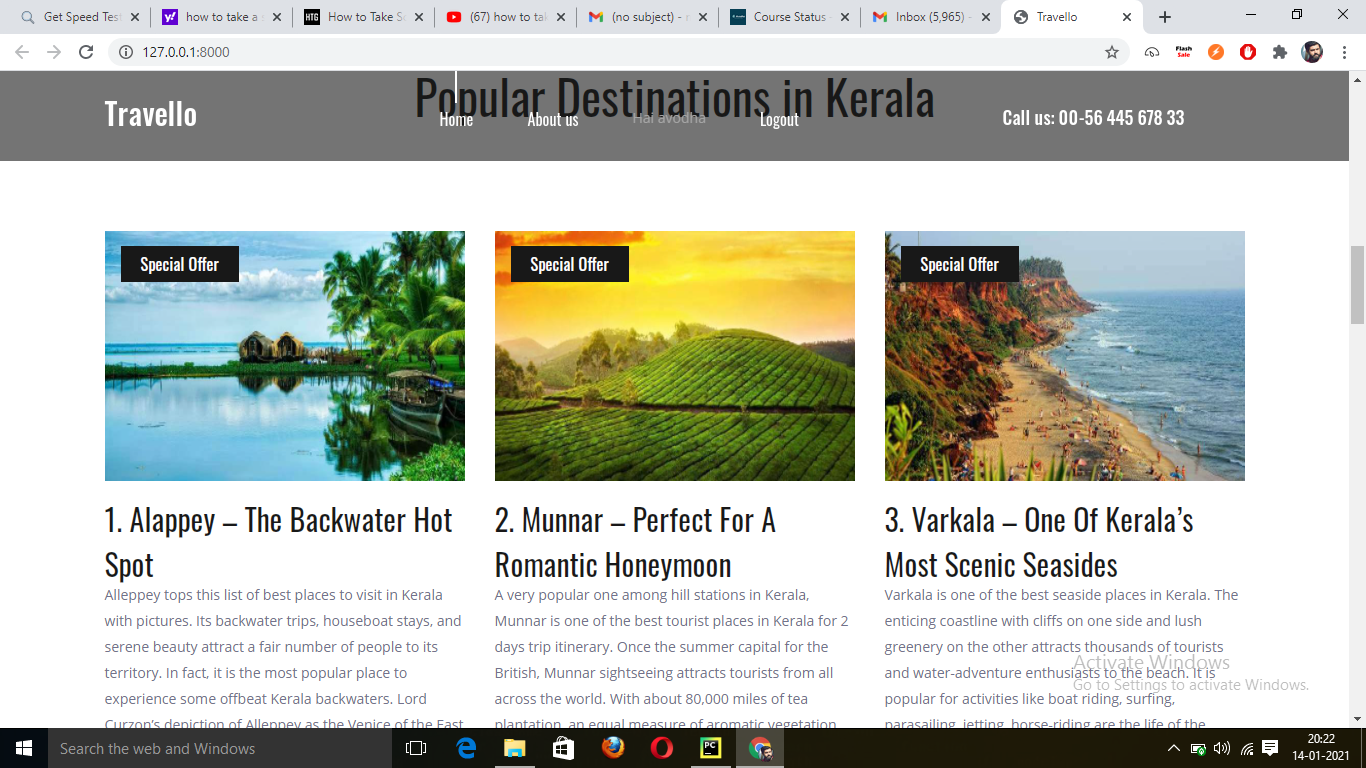 Get Speed Test
how to take a s
HTG How to Take Sc
(67) how to tak
(no subject) - r
Course Status
Inbox (5,965) -
Travello
127.0.0.1:8000
Flash Sale
Popular Destinations in Kerala
Travello
Home
About us
Hai avodha
Logout
Call us: 00-56 445 678 33
Special Offer
Special Offer
Special Offer
1. Alappey – The Backwater Hot
Spot
Alleppey tops this list of best places to visit in Kerala
with pictures. Its backwater trips, houseboat stays, and
serene beauty attract a fair number of people to its
territory. In fact, it is the most popular place to
experience some offbeat Kerala backwaters. Lord
Curzon’s depiction of Alleppey as the Venice of the East
2. Munnar – Perfect For A
Romantic Honeymoon
A very popular one among hill stations in Kerala,
Munnar is one of the best tourist places in Kerala for 2
days trip itinerary. Once the summer capital for the
British, Munnar sightseeing attracts tourists from all
across the world. With about 80,000 miles of tea
plantation, an equal measure of aromatic vegetation
3. Varkala – One Of Kerala’s
Most Scenic Seasides
Varkala is one of the best seaside places in Kerala. The
enticing coastline with cliffs on one side and lush
greenery on the other attracts thousands of tourists
and water-adventure enthusiasts to the beach. It is
popular for activities like boat riding, surfing,
parasailing, jetting, horse-riding are the life of the
Activate Windows
Go to Settings to activate Windows.
Search the web and Windows
PC
20:22
14-01-2021